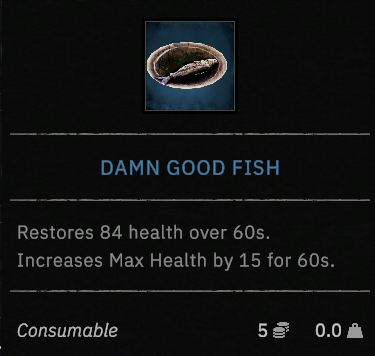 DAMN GOOD FISH
Restores 84 health over 60s.
Increases Max Health by 15 for 60s.
Consumable 5 0.0